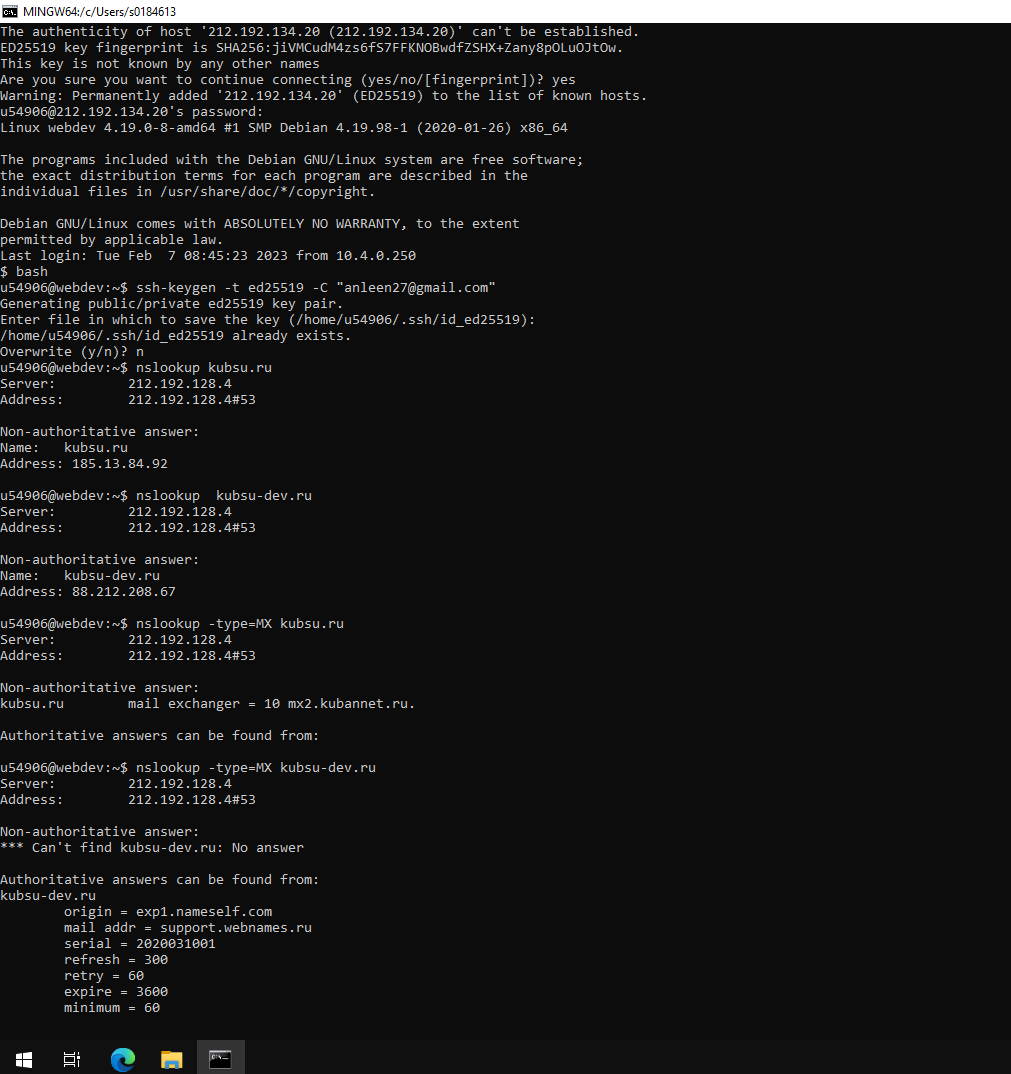 MINGW64:/c/Users/s0184613
The authenticity of host '212.192.134.20 (212.192.134.20)' can't be established.
ED25519 key fingerprint is SHA256:jiVMCudM4zs6fS7FFKNOBwdfZSHX+Zany8pOLuOJtOw.
This key is not known by any other names
Are you sure you want to continue connecting (yes/no/[fingerprint])? yes
Warning: Permanently added '212.192.134.20' (ED25519) to the list of known hosts.
u54906@212.192.134.20's password:
Linux webdev 4.19.0-8-amd64 #1 SMP Debian 4.19.98-1 (2020-01-26) x86_64

The programs included with the Debian GNU/Linux system are free software;
the exact distribution terms for each program are described in the
individual files in /usr/share/doc/*/copyright.

Debian GNU/Linux comes with ABSOLUTELY NO WARRANTY, to the extent
permitted by applicable law.
Last login: Tue Feb  7 08:45:23 2023 from 10.4.0.250
$ bash
u54906@webdev:~$ ssh-keygen -t ed25519 -C "anleen27@gmail.com"
Generating public/private ed25519 key pair.
Enter file in which to save the key (/home/u54906/.ssh/id_ed25519):
/home/u54906/.ssh/id_ed25519 already exists.
Overwrite (y/n)? n
u54906@webdev:~$ nslookup kubsu.ru
Server:         212.192.128.4
Address:        212.192.128.4#53

Non-authoritative answer:
Name:   kubsu.ru
Address: 185.13.84.92

u54906@webdev:~$ nslookup  kubsu-dev.ru
Server:         212.192.128.4
Address:        212.192.128.4#53

Non-authoritative answer:
Name:   kubsu-dev.ru
Address: 88.212.208.67

u54906@webdev:~$ nslookup -type=MX kubsu.ru
Server:         212.192.128.4
Address:        212.192.128.4#53

Non-authoritative answer:
kubsu.ru        mail exchanger = 10 mx2.kubannet.ru.

Authoritative answers can be found from:

u54906@webdev:~$ nslookup -type=MX kubsu-dev.ru
Server:         212.192.128.4
Address:        212.192.128.4#53

Non-authoritative answer:
*** Can't find kubsu-dev.ru: No answer

Authoritative answers can be found from:
kubsu-dev.ru
        origin = exp1.nameself.com
        mail addr = support.webnames.ru
        serial = 2020031001
        refresh = 300
        retry = 60
        expire = 3600
        minimum = 60